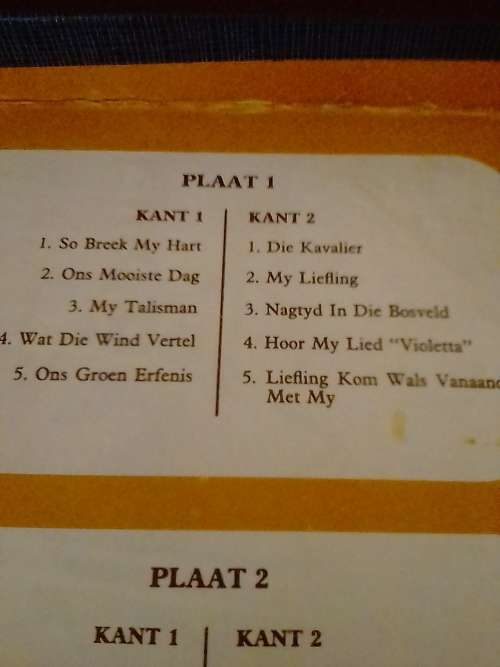 PLAAT 1
KANT 1
1. So Breek My Hart
2. Ons Mooiste Dag
3. My Talisman
4. Wat Die Wind Vertel
5. Ons Groen Erfenis
KANT 2
1. Die Kavalier
2. My Liefling
3. Nagtyd In Die Bosveld
4. Hoor My Lied "Violetta"
5. Liefling Kom Wals Vanaand
Met My
PLAAT 2
KANT 1
KANT 2